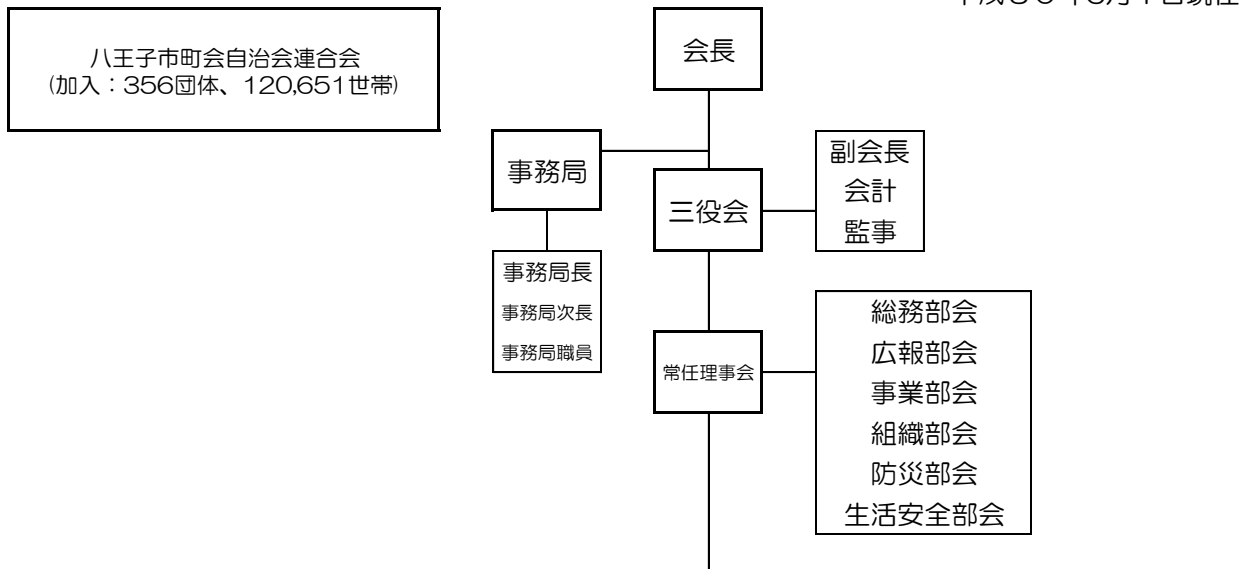 八王子市町会自治会連合会
(加入：356団体、120,651世帯)
会長
事務局
副会長
会計
監事
三役会
事務局長
事務局次長
事務局職員
常任理事会
総務部会
広報部会
事業部会
組織部会
防災部会
生活安全部会